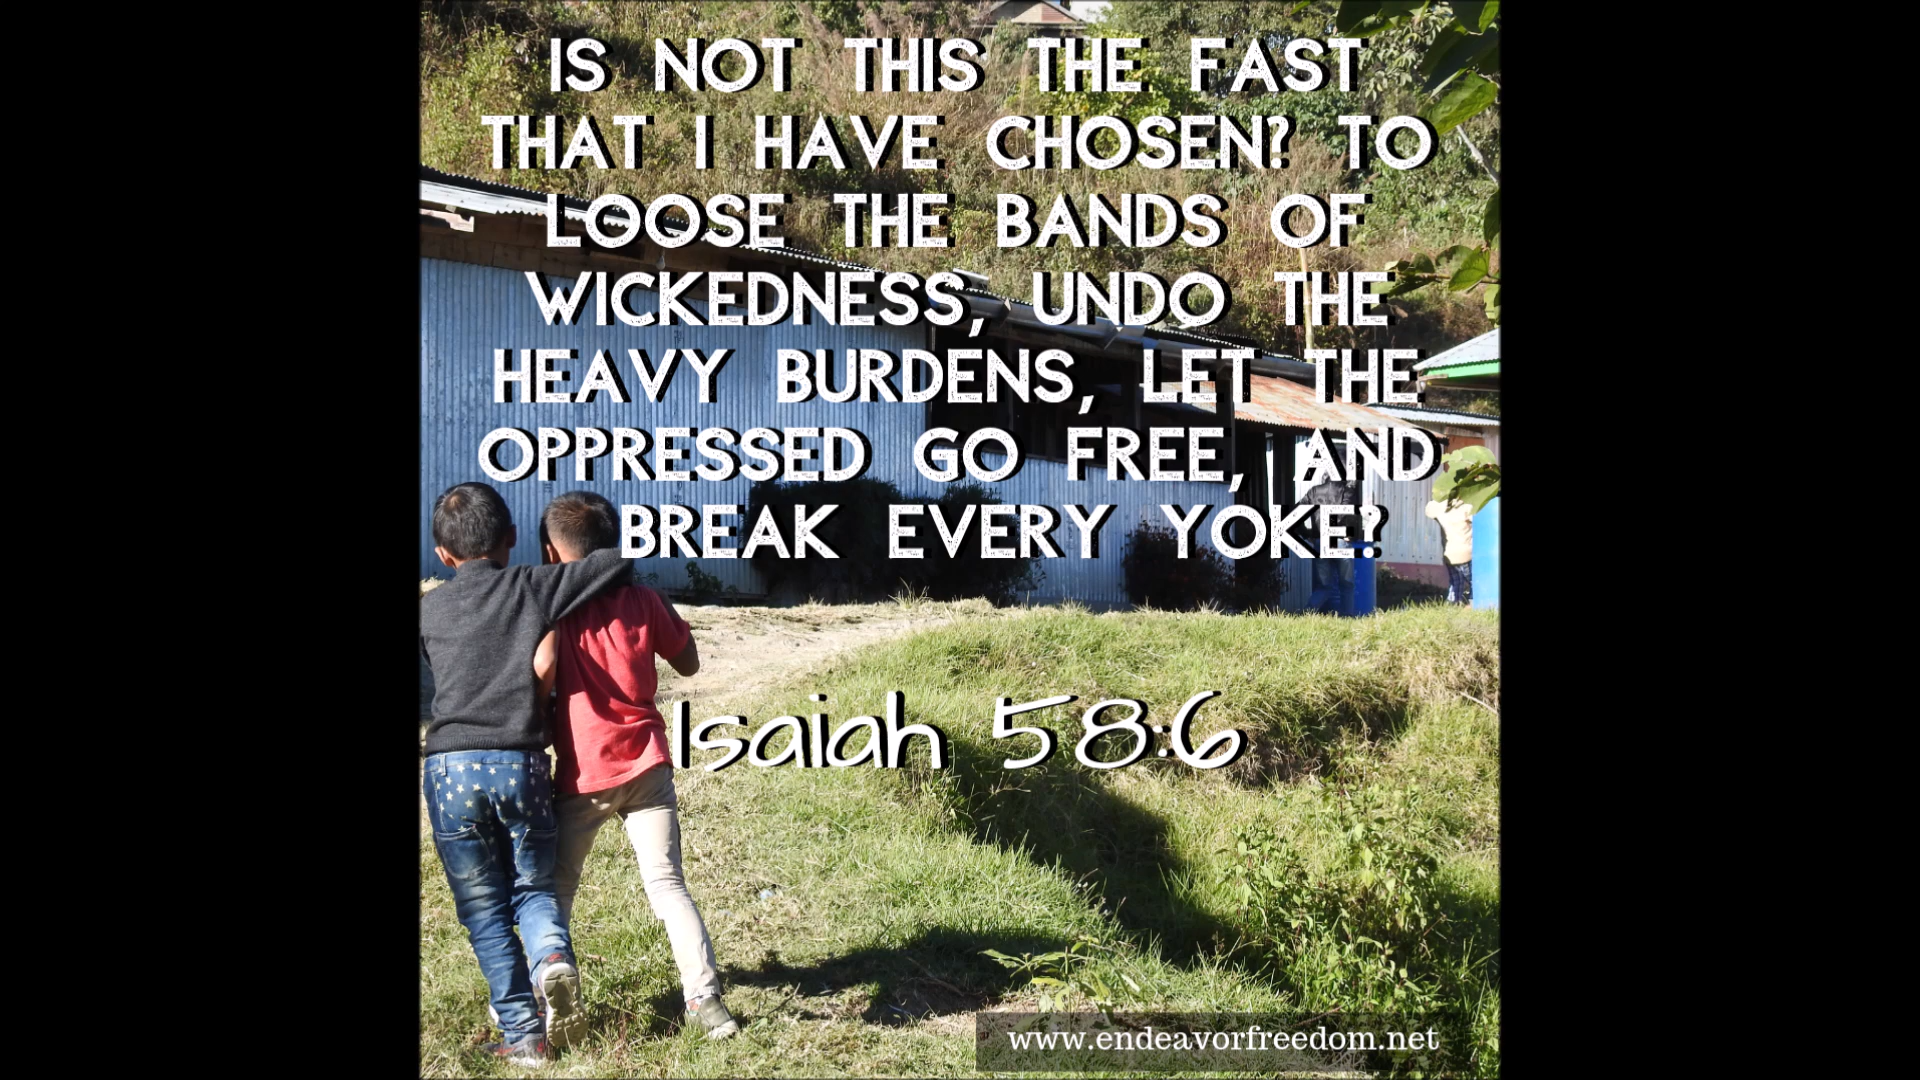 IS NOT THIS THE FAST
THAT I HAVE CHOSEN? TO
LOOSE THE BANDS OF
WICKEDNESS, UNDO THE
HEAVY BURDENS, LET THE
OPPRESSED GO FREE, AND
BREAK EVERY YOKE?
Isaiah 58:6
www.endeavorfreedom.net